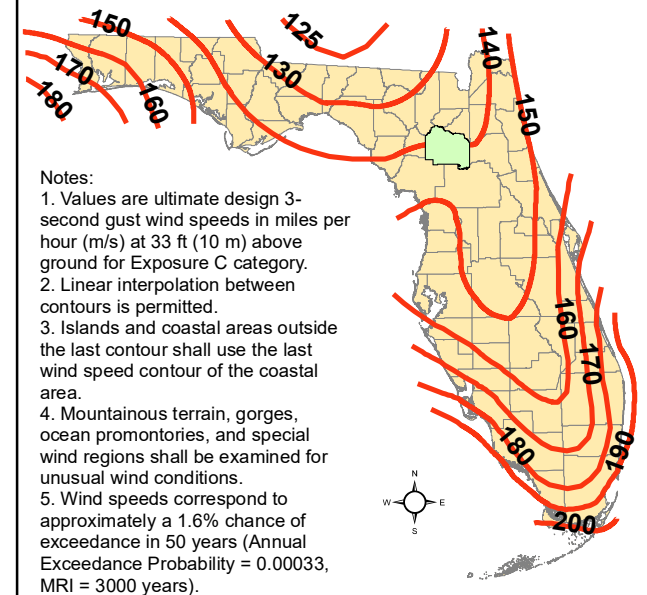 150
125
140
170
130
180
160
150
Notes:
1. Values are ultimate design 3-
second gust wind speeds in miles per
hour (m/s) at 33 ft (10 m) above
ground for Exposure C category.
2. Linear interpolation between
contours is permitted.
3. Islands and coastal areas outside
the last contour shall use the last
wind speed contour of the coastal
area.
4. Mountainous terrain, gorges,
ocean promontories, and special
wind regions shall be examined for
unusual wind conditions.
5. Wind speeds correspond to
approximately a 1.6% chance of
exceedance in 50 years (Annual
Exceedance Probability = 0.00033,
MRI = 3000 years).
160
170
180
190
200
N
W
E
S